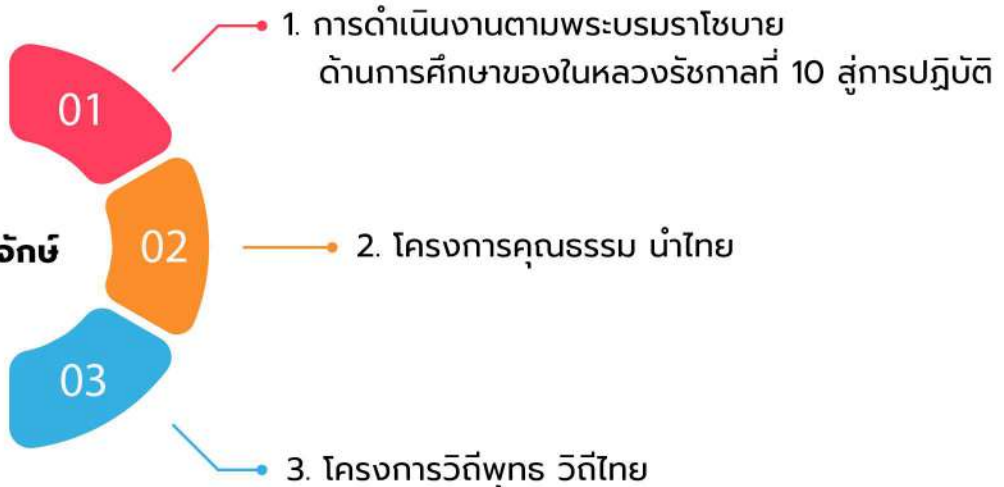 1. การดำเนินงานตามพระบรมราโชบาย
ด้านการศึกษาของในหลวงรัชกาลที่ 10 สู่การปฏิบัติ
01
02
2. โครงการคุณธรรม นำไทย
03
3. โครงการวิถีพุทธ วิถีไทย